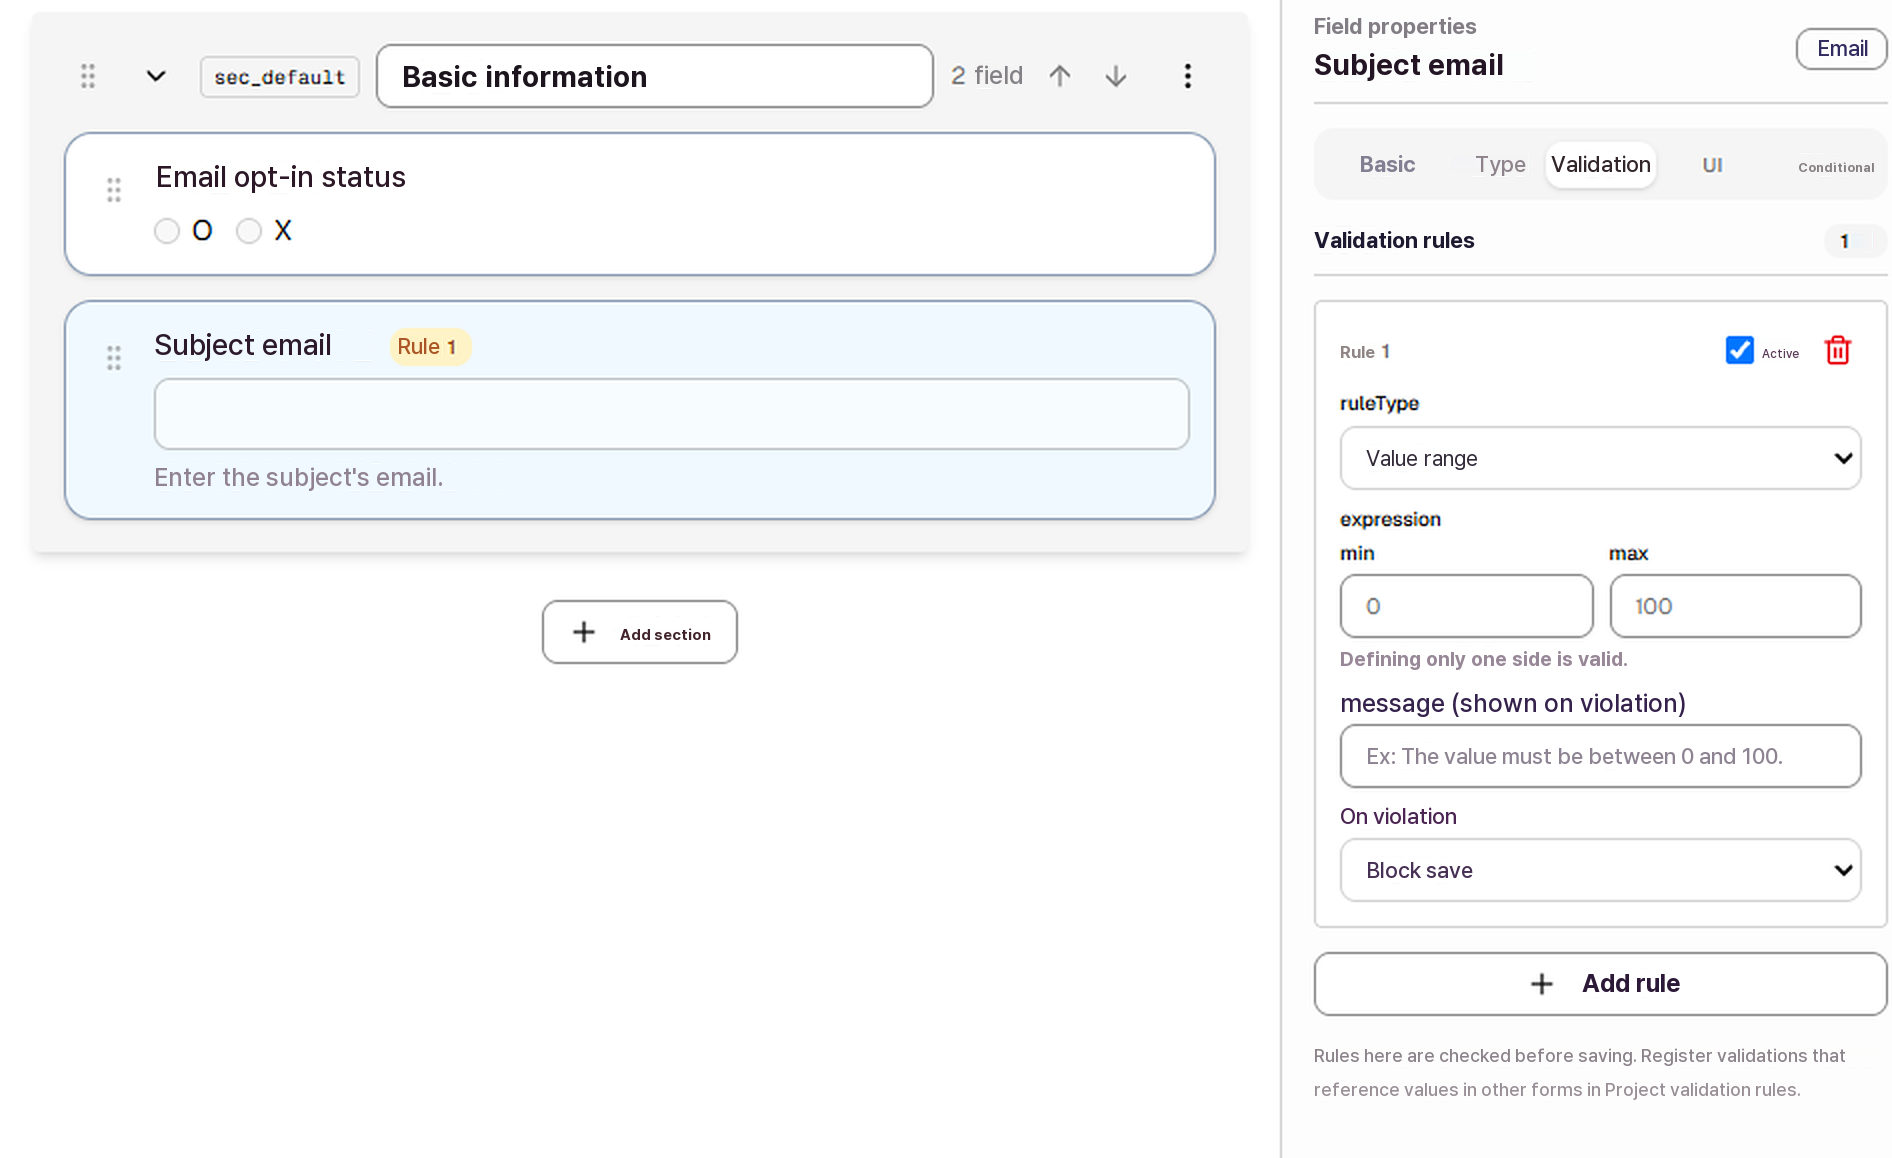 sec_default
Basic information
2 field
Email opt-in status
O
X
Subject email
Rule 1
Enter the subject's email.
Add section
Field properties
Subject email
Email
Basic
Type
Validation
UI
Conditional
Validation rules
1
Rule 1
Active
ruleType
Value range
expression
min
max
0
100
Defining only one side is valid.
message (shown on violation)
Ex: The value must be between 0 and 100.
On violation
Block save
Add rule
Rules here are checked before saving. Register validations that
reference values in other forms in Project validation rules.